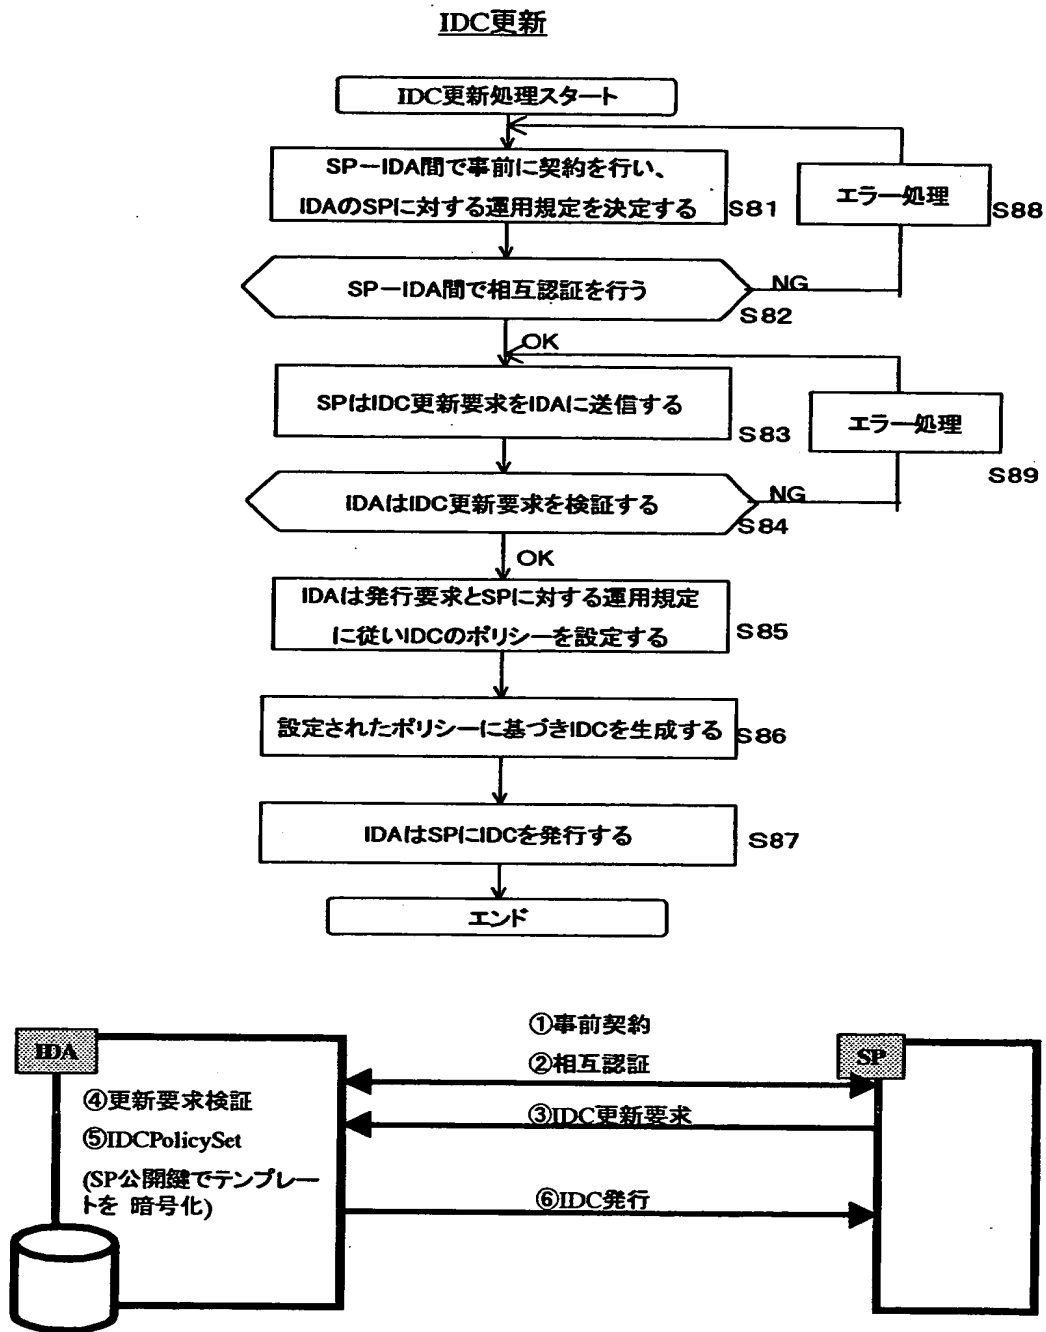 IDC更新
IDC更新処理スタート
SP－IDA間で事前に契約を行い、
IDAのSPに対する運用規定を決定する
S81
エラー処理
S88
SP－IDA間で相互認証を行う
NG
S82
OK
SPはIDC更新要求をIDAに送信する
S83
エラー処理
S89
IDAはIDC更新要求を検証する
NG
S84
OK
IDAは発行要求とSPに対する運用規定
に従いIDCのポリシーを設定する
S85
設定されたポリシーに基づきIDCを生成する
S86
IDAはSPにIDCを発行する
S87
エンド
IDA
SP
①事前契約
②相互認証
③IDC更新要求
④更新要求検証
⑤IDCPolicySet
(SP公開鍵でテンプレー
トを 暗号化)
⑥IDC発行